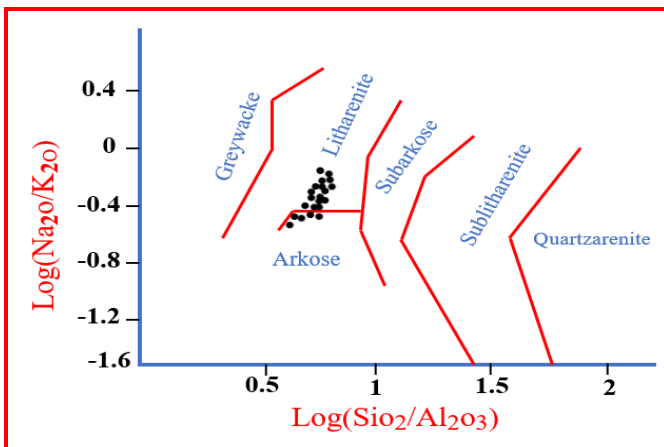 0.4
0
-0.4
-0.8
-1.2
-1.6
Log(Na2o/K2o)
Greywacke
Litharenite
Subarkose
Sublitharenite
Quartzarenite
Arkose
0.5
1
1.5
2
Log(Sio2/Al2o3)